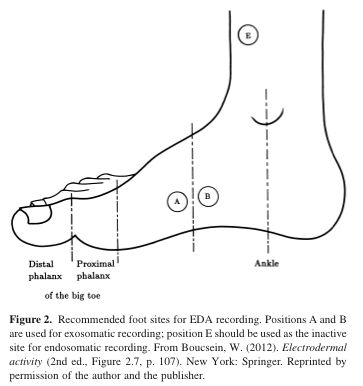 E
A
B
Distal Proximal
phalanx phalanx
of the big toe
Ankle
Figure 2. Recommended foot sites for EDA recording. Positions A and B
are used for exosomatic recording; position E should be used as the inactive
site for endosomatic recording. From Boucsein, W. (2012). Electrodermal
activity (2nd ed., Figure 2.7, p. 107). New York: Springer. Reprinted by
permission of the author and the publisher.